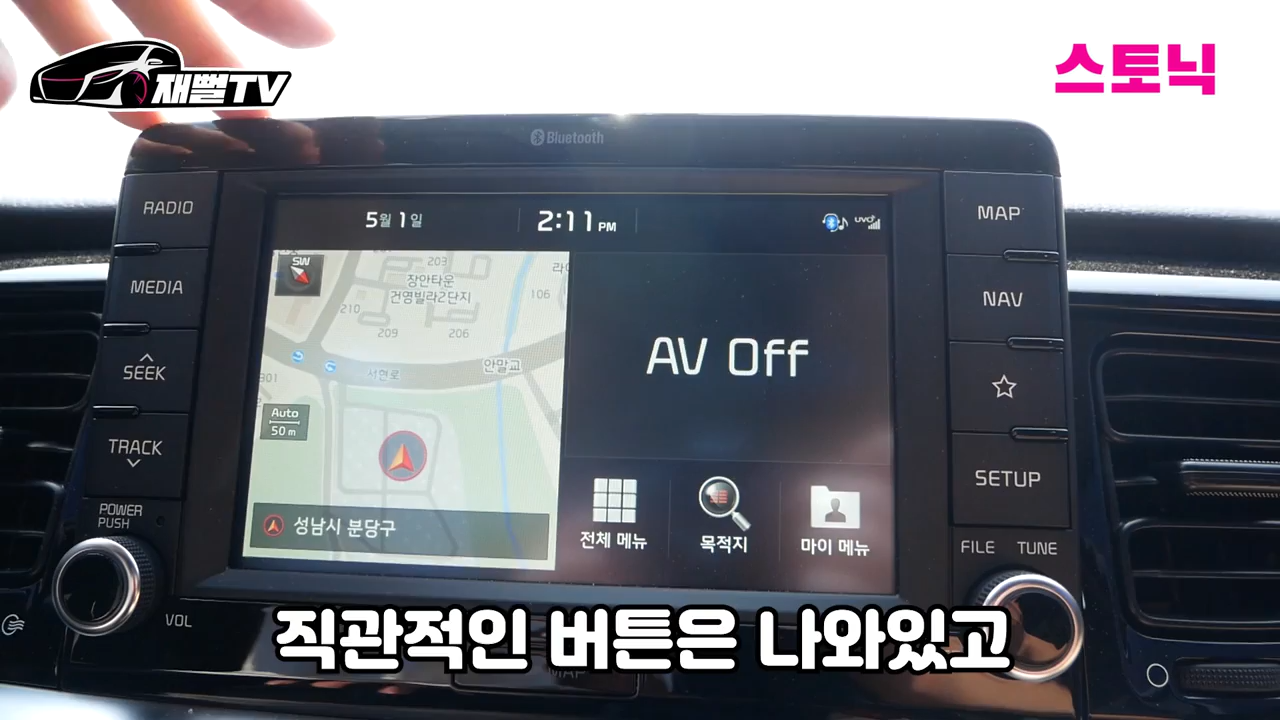 재뻘TV
스토닉
Bluetooth
RADIO
MEDIA
SEEK
TRACK
POWER
PUSH
VOL
MAP
NAV
SETUP
FILE TUNE
5월 1일
2:11 PM
UVO
SW
203
장안타운
건영빌라2단지
라
106
210
209
206
안말교
서현로
301
Auto
50 m
성남시 분당구
AV Off
전체 메뉴
목적지
마이 메뉴
직관적인 버튼은 나와있고
MAP